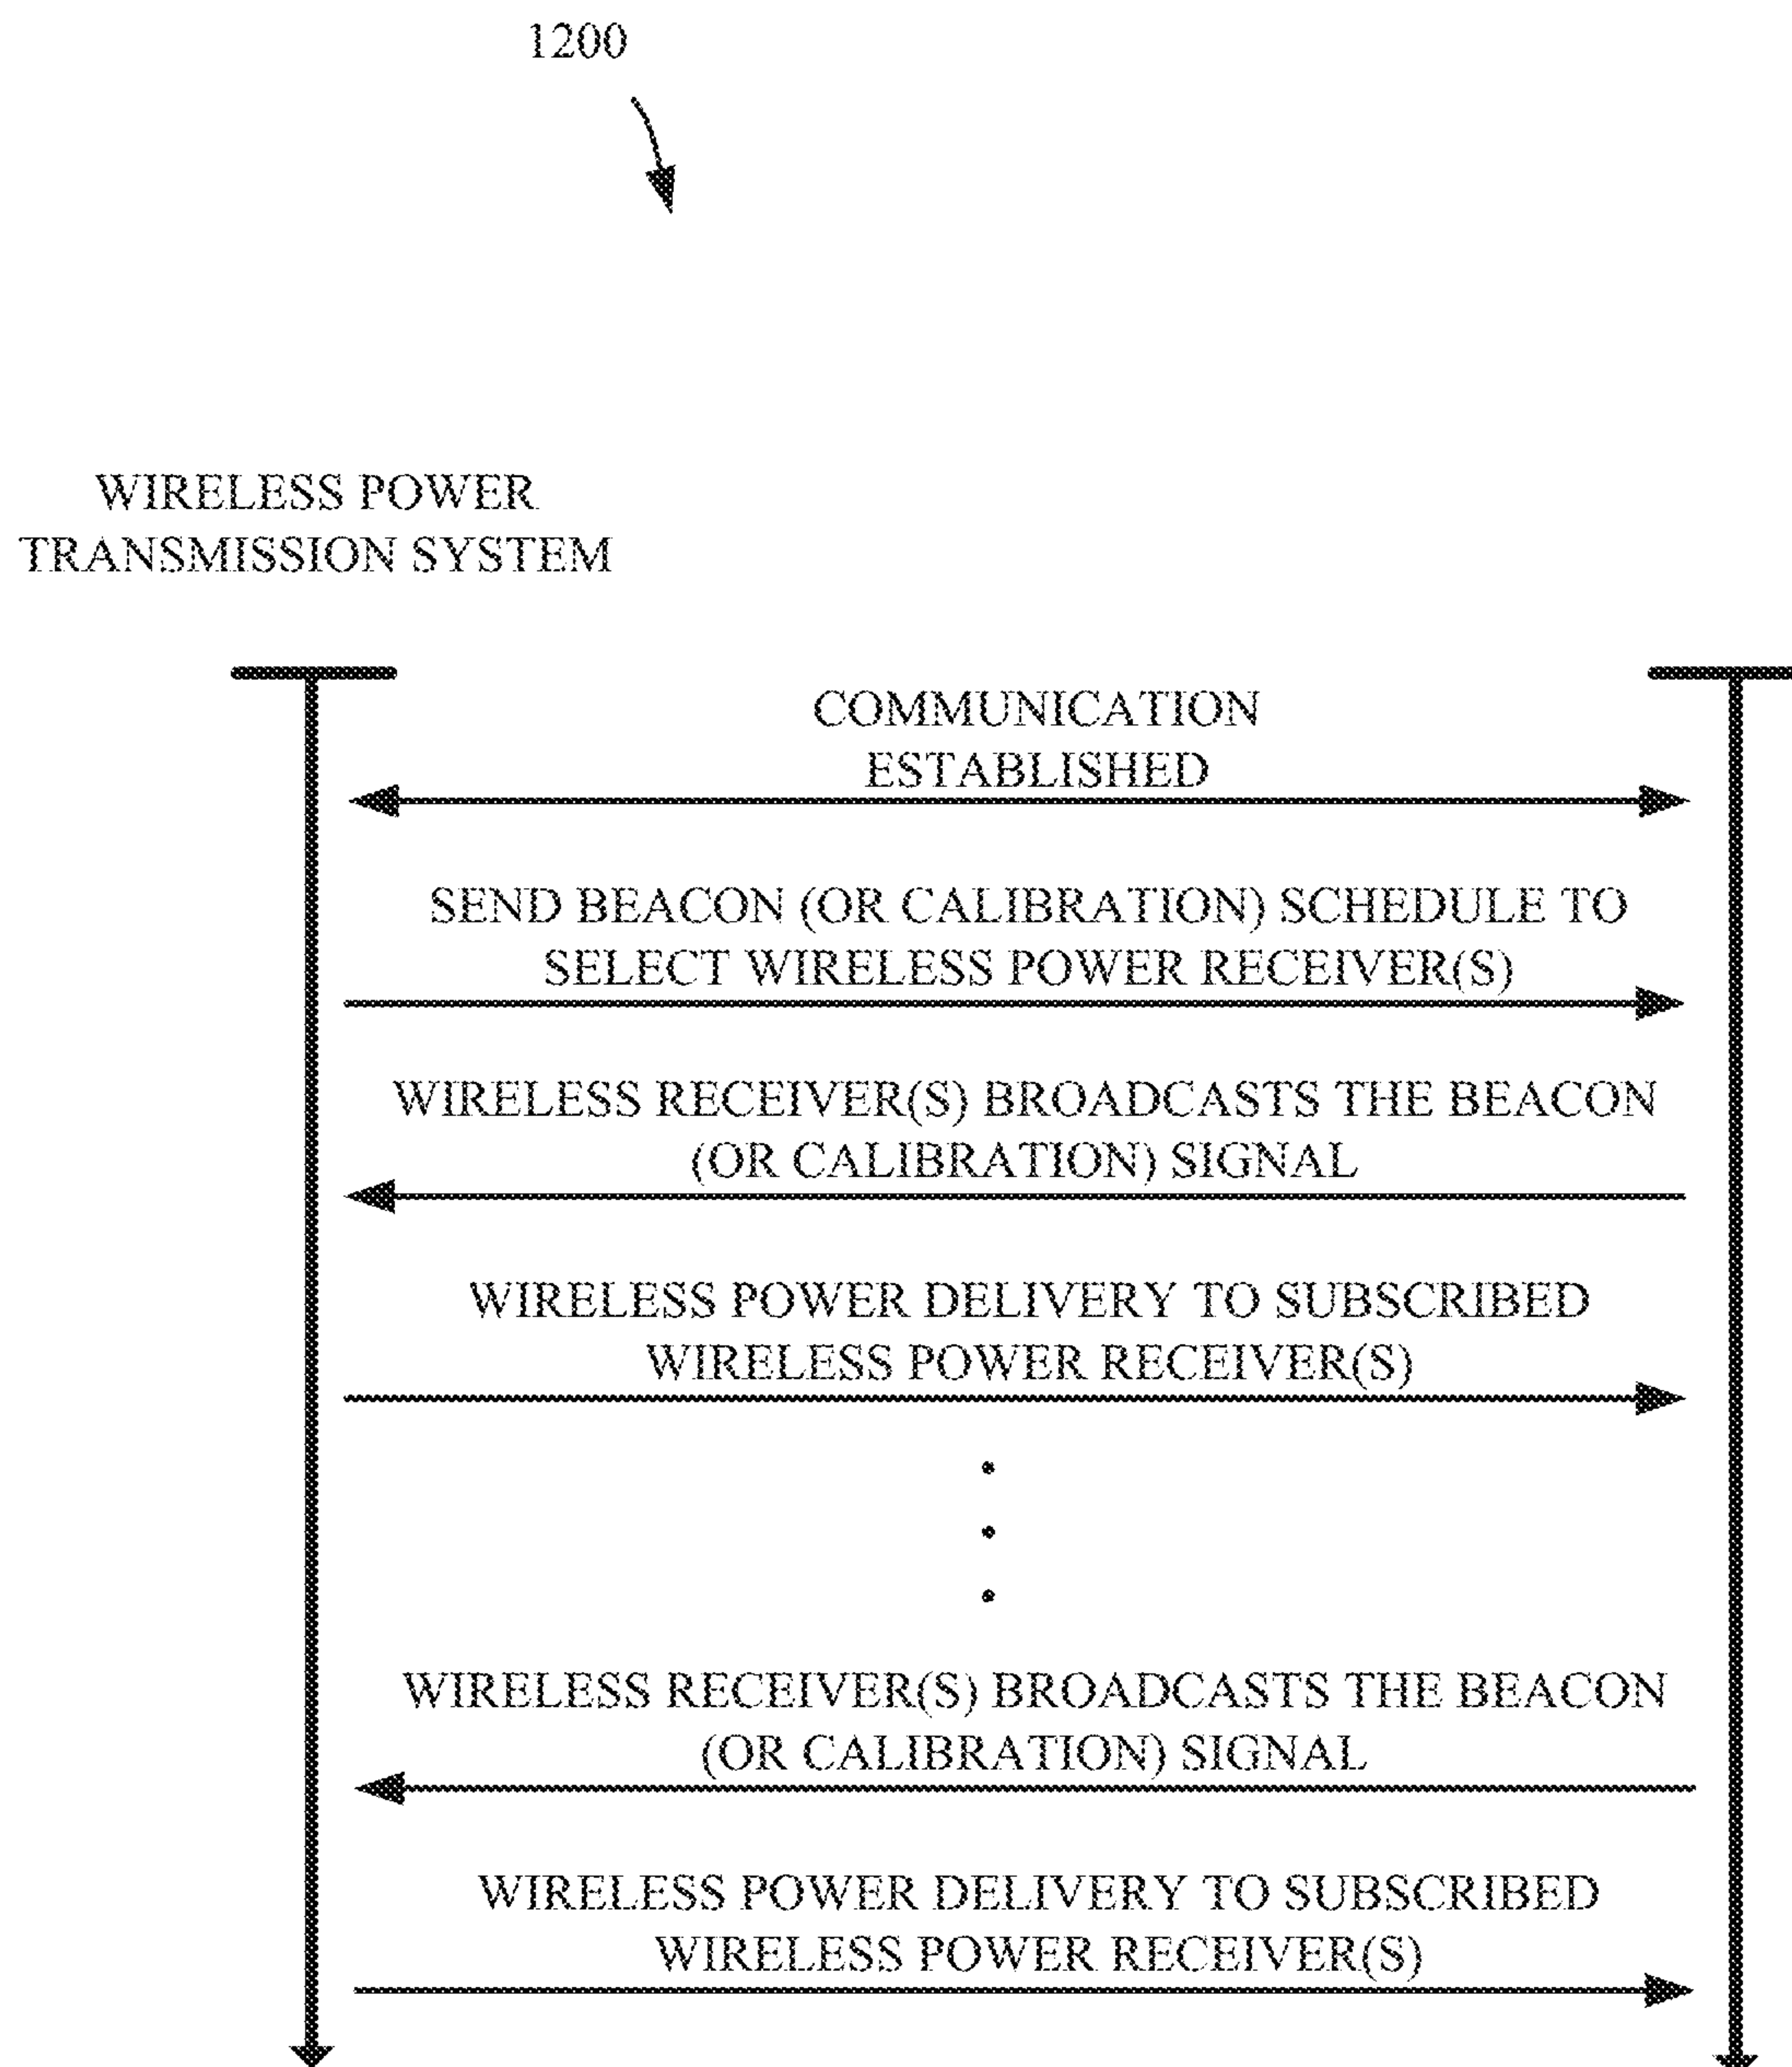 1200
WIRELESS POWER
TRANSMISSION SYSTEM
COMMUNICATION
ESTABLISHED
SEND BEACON (OR CALIBRATION) SCHEDULE TO
SELECT WIRELESS POWER RECEIVER(S)
WIRELESS RECEIVER(S) BROADCASTS THE BEACON
(OR CALIBRATION) SIGNAL
WIRELESS POWER DELIVERY TO SUBSCRIBED
WIRELESS POWER RECEIVER(S)
WIRELESS RECEIVER(S) BROADCASTS THE BEACON
(OR CALIBRATION) SIGNAL
WIRELESS POWER DELIVERY TO SUBSCRIBED
WIRELESS POWER RECEIVER(S)